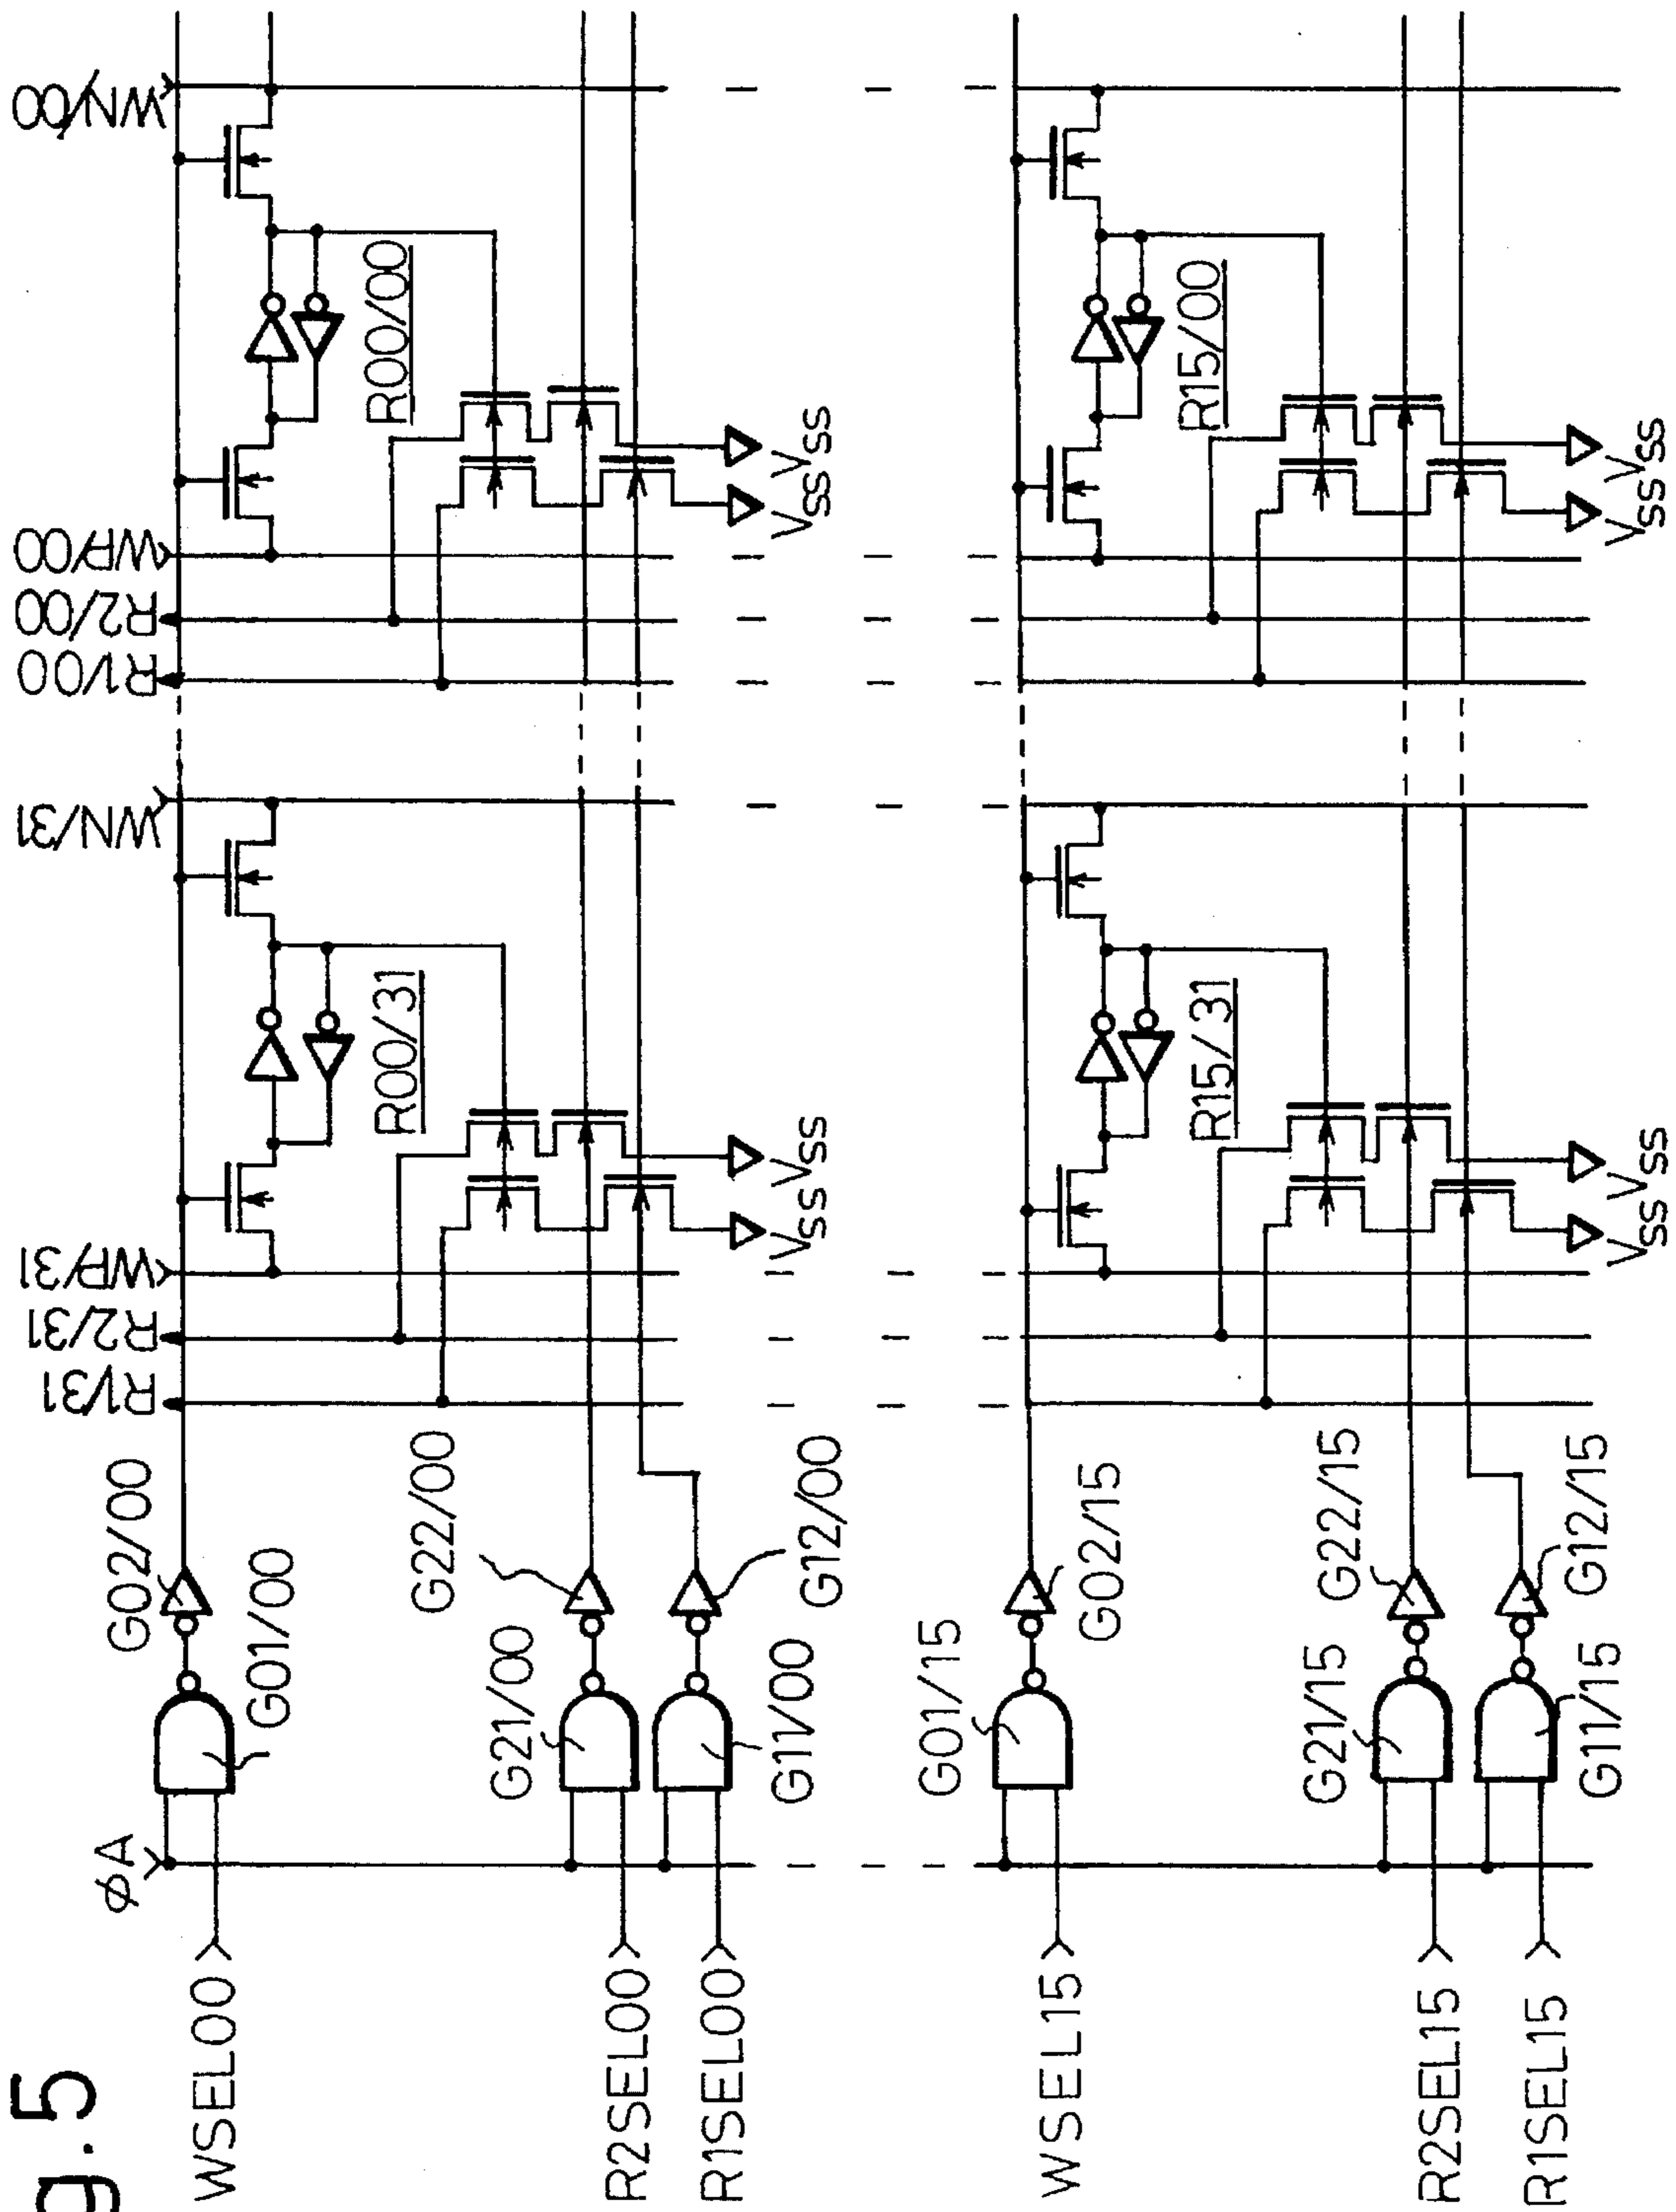 g.5
WSEL00
R2SEL00
R1SEL00
WSEL15
R2SEL15
R1SEL15
φA
G01/00
G02/00
G21/00
G22/00
G11/00
G12/00
G01/15
G02/15
G21/15
G22/15
G11/15
G12/15
R1/31
R2/31
WP/31
WN/31
R1/00
R2/00
WP/00
WN/00
R00/31
R00/00
R15/31
R15/00
Vss
Vss
Vss
Vss
Vss
Vss
Vss
Vss